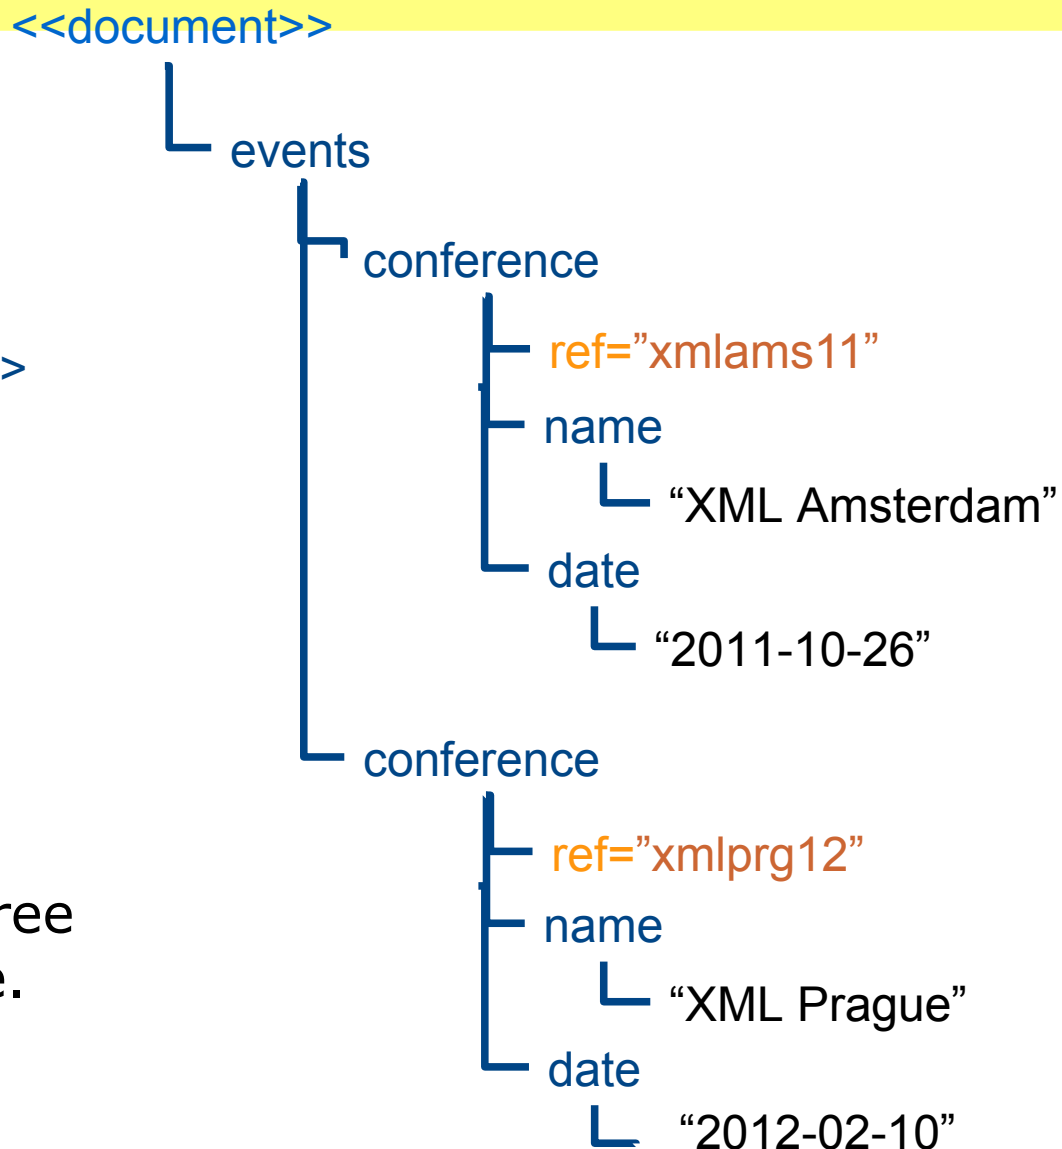 <<document>>
events
conference
ref=”xmlams11”
>
name
“XML Amsterdam”
date
“2011-10-26”
conference
ref=”xmlprg12”
ree
name
e.
“XML Prague”
date
“2012-02-10”